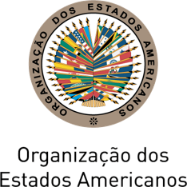 ORGANIZAÇÃO DOS ESTADOS AMERICANOS
Organização dos
Estados Americanos